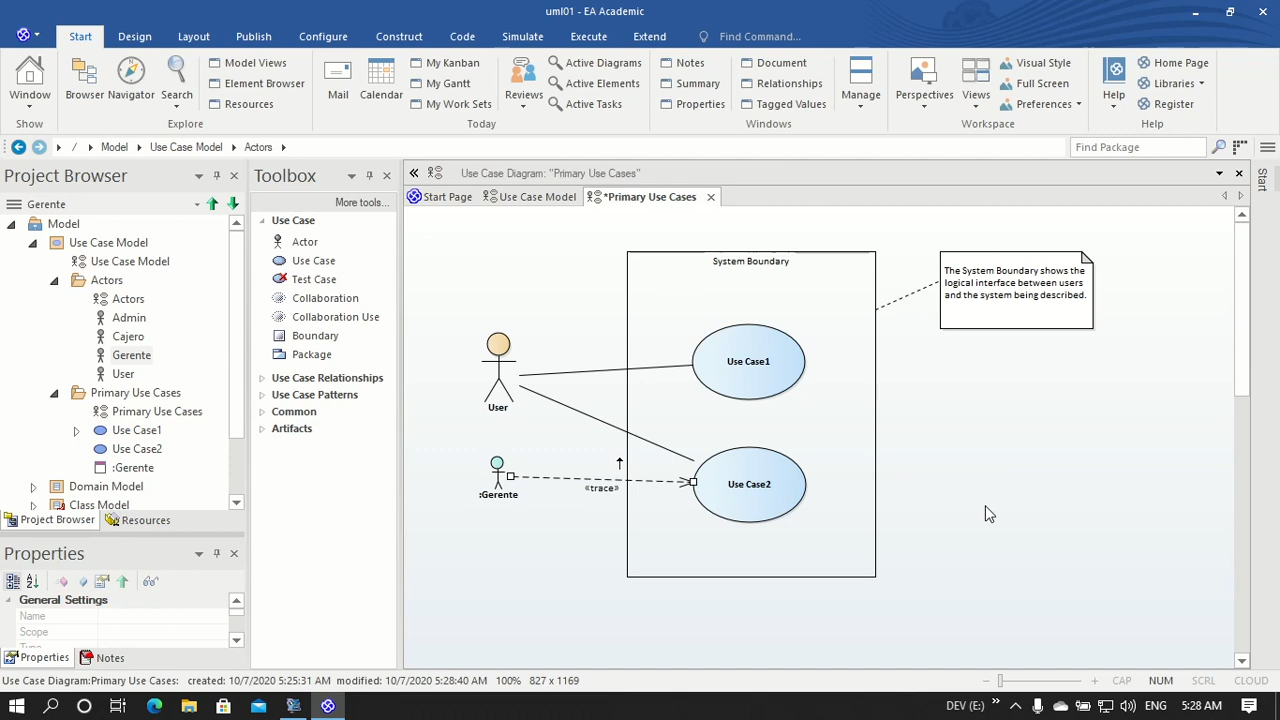 uml01 - EA Academic
Start Design Layout Publish Configure Construct Code Simulate Execute Extend Find Command...
Window
Show
Browser
Navigator
Search
Model Views
Element Browser
Resources
Explore
Mail
Calendar
My Kanban
My Gantt
My Work Sets
Reviews
Active Diagrams
Active Elements
Active Tasks
Today
Notes
Summary
Properties
Document
Relationships
Tagged Values
Windows
Manage
Perspectives
Views
Visual Style
Full Screen
Preferences
Workspace
Help
Home Page
Libraries
Register
Help
/ Model Use Case Model Actors
Find Package
Project Browser
Gerente
Model
Use Case Model
Use Case Model
Actors
Actors
Admin
Cajero
Gerente
User
Primary Use Cases
Primary Use Cases
Use Case1
Use Case2
:Gerente
Domain Model
Class Model
Project Browser Resources
Properties
General Settings
Name
Scope
Properties Notes
Toolbox
More tools...
Use Case
Actor
Use Case
Test Case
Collaboration
Collaboration Use
Boundary
Package
Use Case Relationships
Use Case Patterns
Common
Artifacts
Use Case Diagram: "Primary Use Cases"
Start Page Use Case Model *Primary Use Cases
System Boundary
The System Boundary shows the
logical interface between users
and the system being described.
Use Case1
User
«trace»
:Gerente
Use Case2
Start
Use Case Diagram:Primary Use Cases: created: 10/7/2020 5:25:31 AM modified: 10/7/2020 5:28:40 AM 100% 827 x 1169
CAP NUM SCRL CLOUD
DEV (E:) ENG 5:28 AM